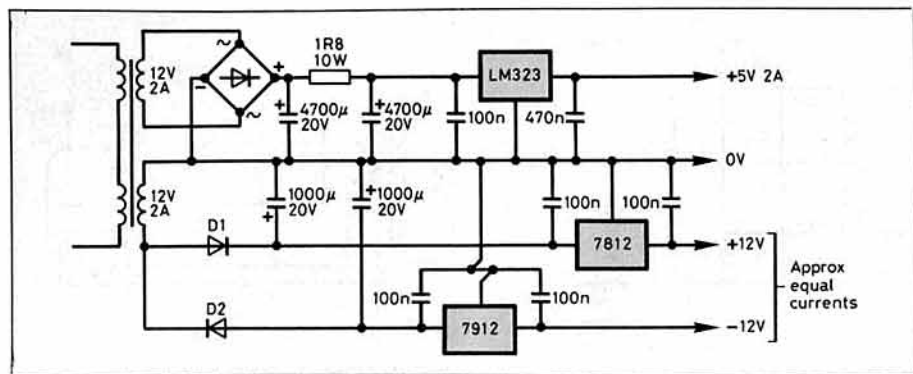 1R8
10W
~
+
LM323
+5V 2A
12V
2A
−
~
+
4700μ
20V
+
4700μ
20V
100n
470n
0V
12V
2A
1000μ
20V
+
+
1000μ
20V
100n
100n
D1
7812
+12V
100n
100n
Approx
equal
currents
D2
7912
−12V